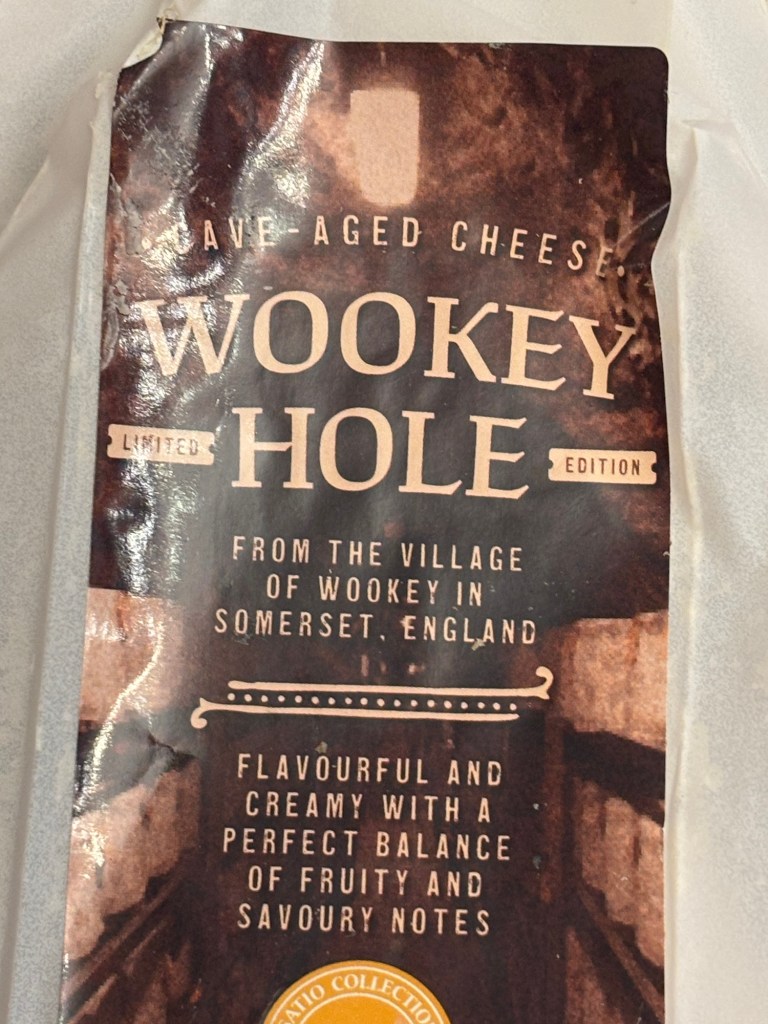 • CAVE-AGED CHEESE •
WOOKEY
HOLE
LIMITED
EDITION
FROM THE VILLAGE
OF WOOKEY IN
SOMERSET, ENGLAND
FLAVOURFUL AND
CREAMY WITH A
PERFECT BALANCE
OF FRUITY AND
SAVOURY NOTES
COLLECTION